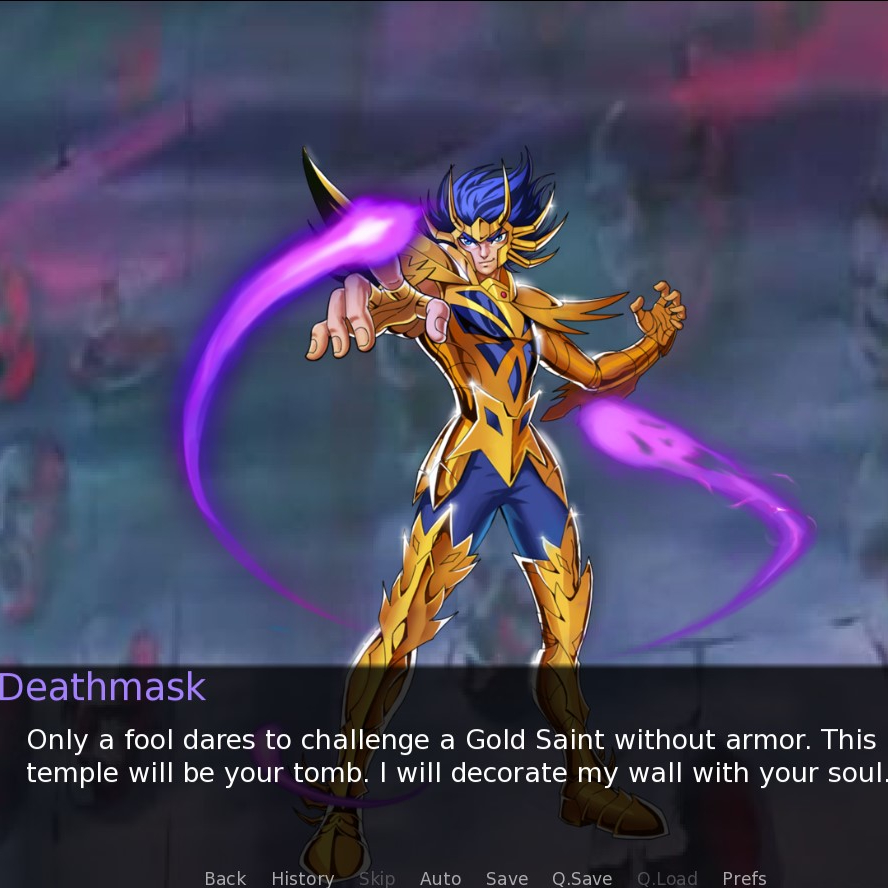 Deathmask
Only a fool dares to challenge a Gold Saint without armor. This
temple will be your tomb. I will decorate my wall with your soul.
Back History Skip Auto Save Q.Save Q.Load Prefs